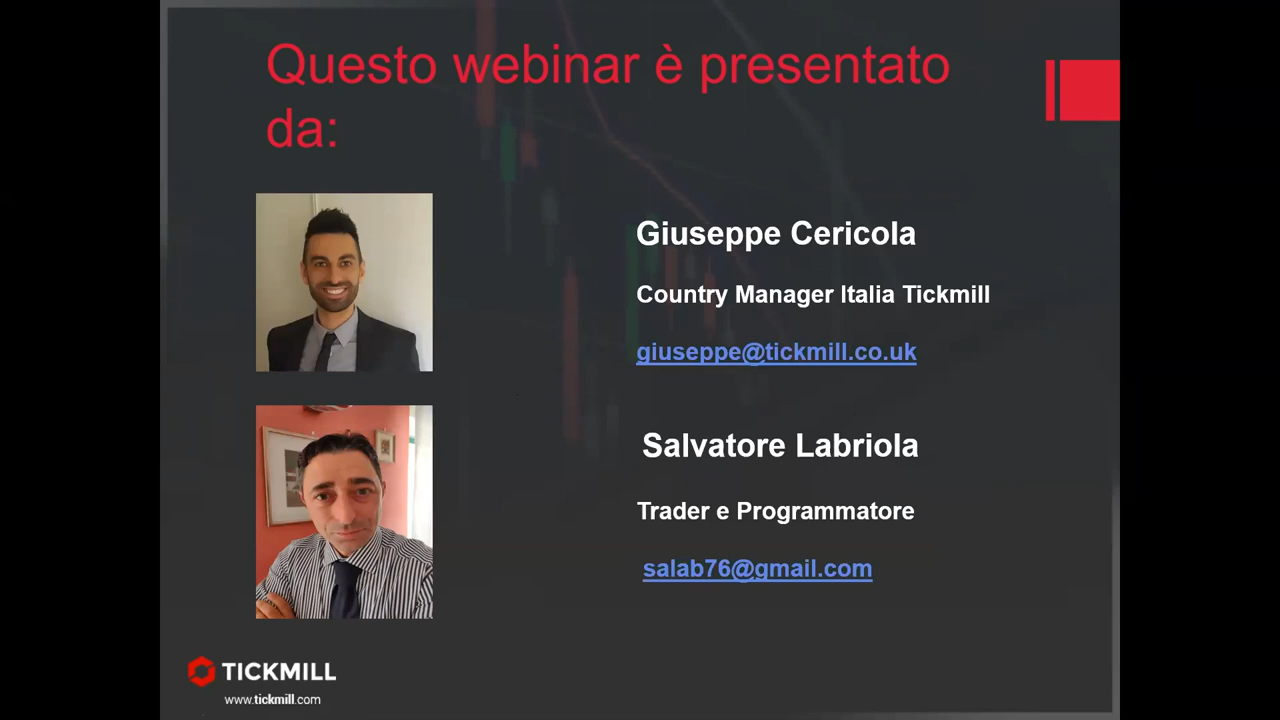 Questo webinar è presentato
da:
Giuseppe Cericola
Country Manager Italia Tickmill
giuseppe@tickmill.co.uk
Salvatore Labriola
Trader e Programmatore
salab76@gmail.com
TICKMILL
www.tickmill.com